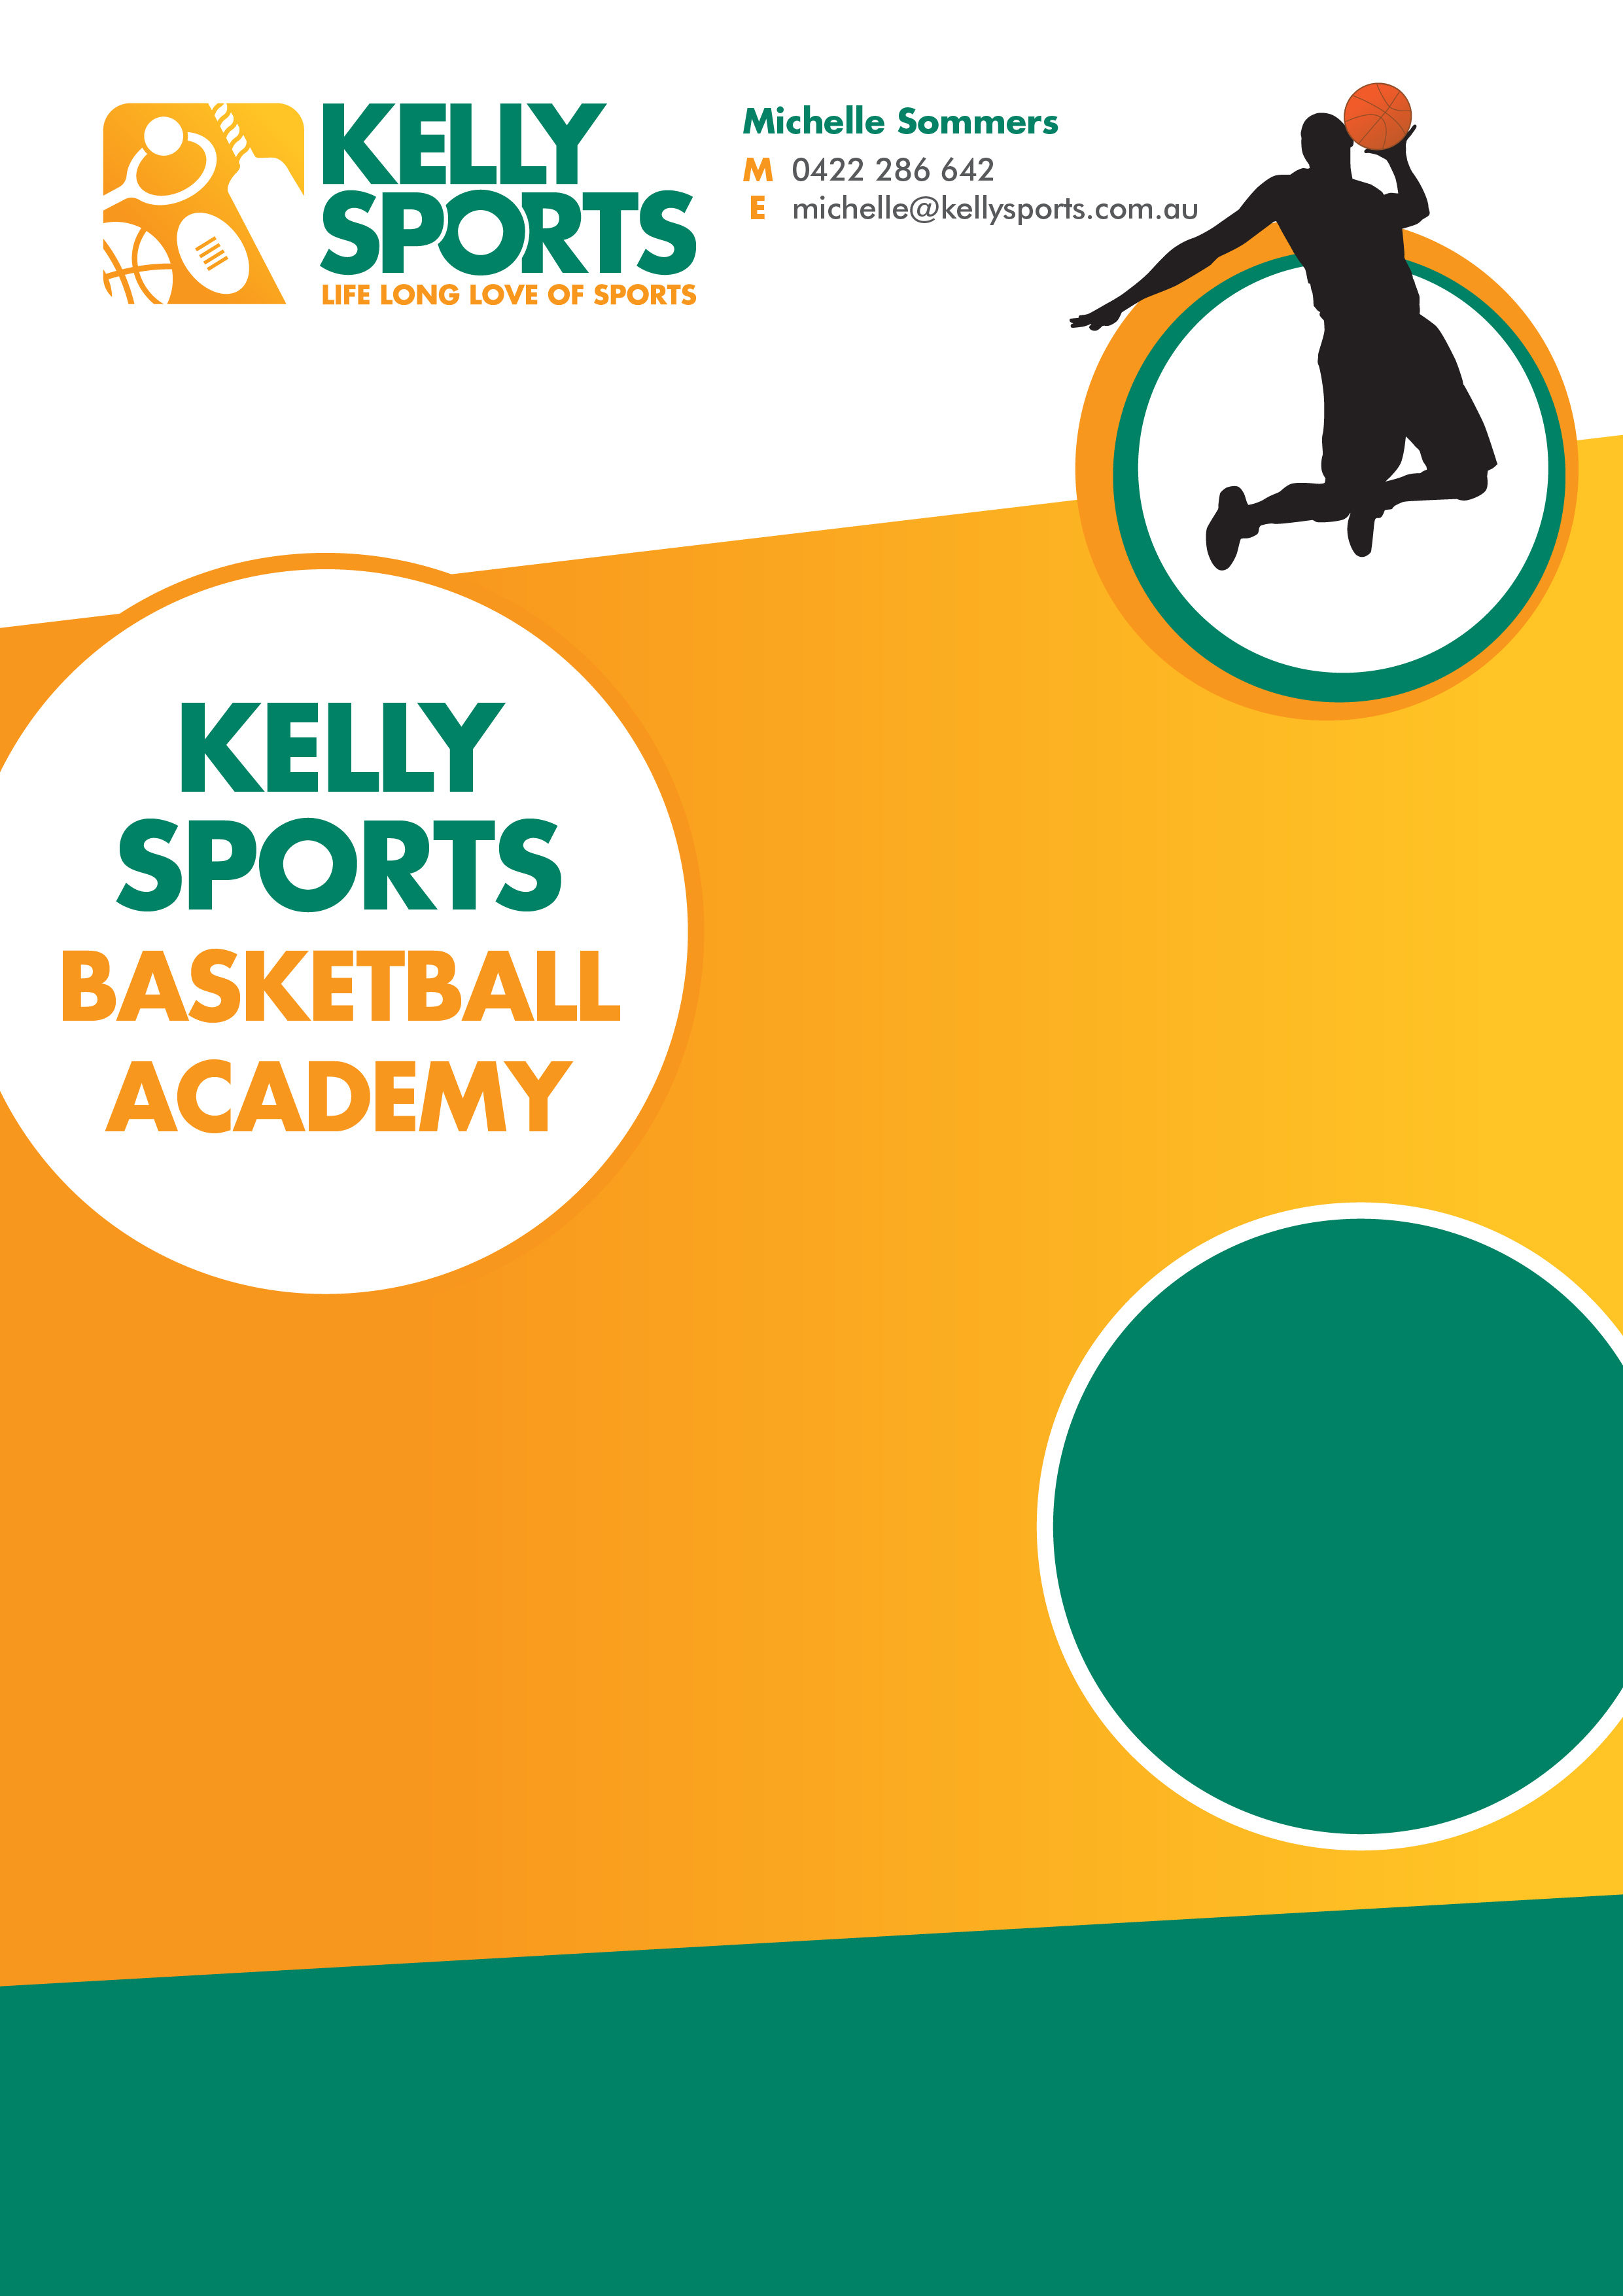 KELLY
SPORTS
LIFE LONG LOVE OF SPORTS
Michelle Sommers
M 0422 286 642
E michelle@kellysports.com.au
KELLY
SPORTS
BASKETBALL
ACADEMY